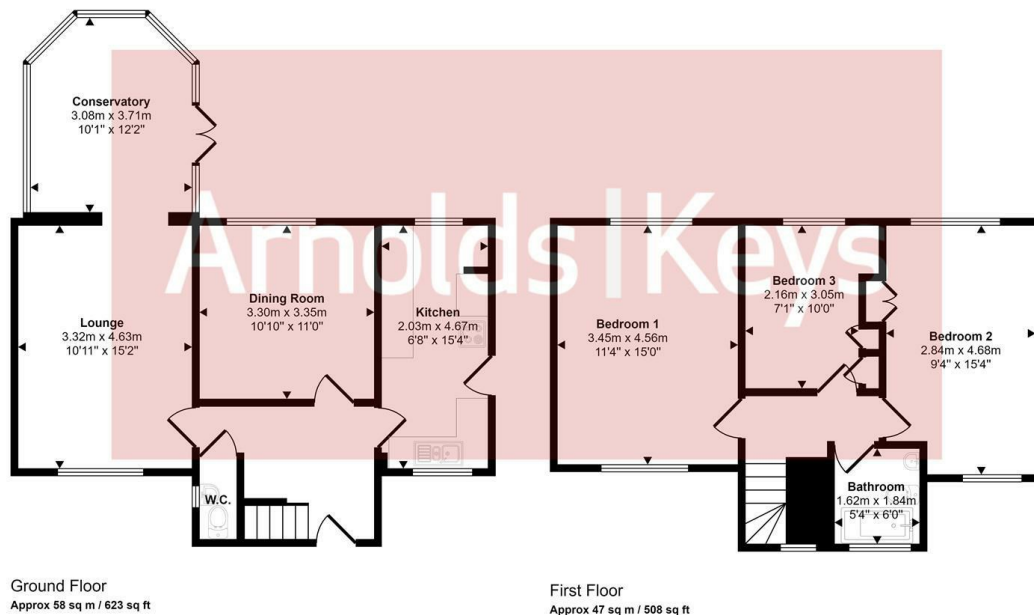 Conservatory
3.08m x 3.71m
10'1" x 12'2"
Arnolds|Keys
Lounge
3.32m x 4.63m
10'11" x 15'2"
Dining Room
3.30m x 3.35m
10'10" x 11'0"
Kitchen
2.03m x 4.67m
6'8" x 15'4"
W.C.
Ground Floor
Approx 58 sq m / 623 sq ft
Bedroom 1
3.45m x 4.56m
11'4" x 15'0"
Bedroom 3
2.16m x 3.05m
7'1" x 10'0"
Bedroom 2
2.84m x 4.68m
9'4" x 15'4"
Bathroom
1.62m x 1.84m
5'4" x 6'0"
First Floor
Approx 47 sq m / 508 sq ft